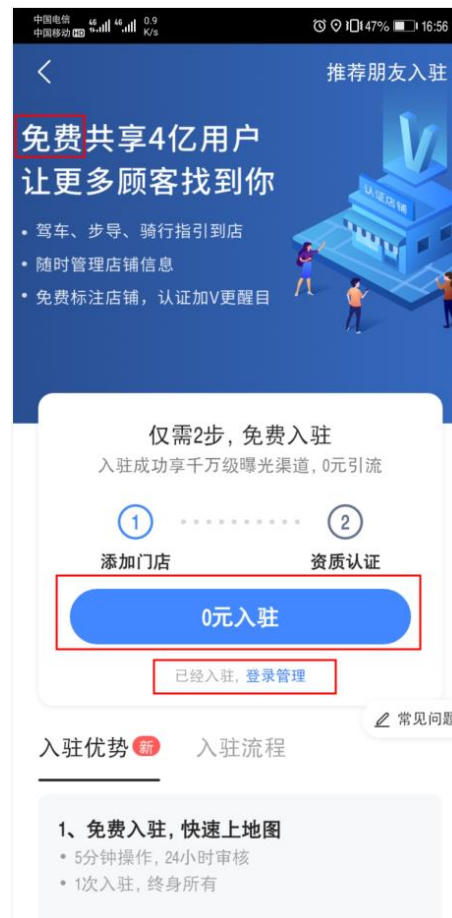 中国电信 46 46 0.9
中国移动 HD K/s 47% 16:56
推荐朋友入驻
免费共享4亿用户
让更多顾客找到你
• 驾车、步导、骑行指引到店
• 随时管理店铺信息
• 免费标注店铺，认证加V更醒目
V
认证店铺
仅需2步，免费入驻
入驻成功享千万级曝光渠道，0元引流
1 2
添加门店 资质认证
0元入驻
已经入驻, 登录管理
常见问题
入驻优势 新 入驻流程
1、免费入驻，快速上地图
• 5分钟操作, 24小时审核
• 1次入驻, 终身所有